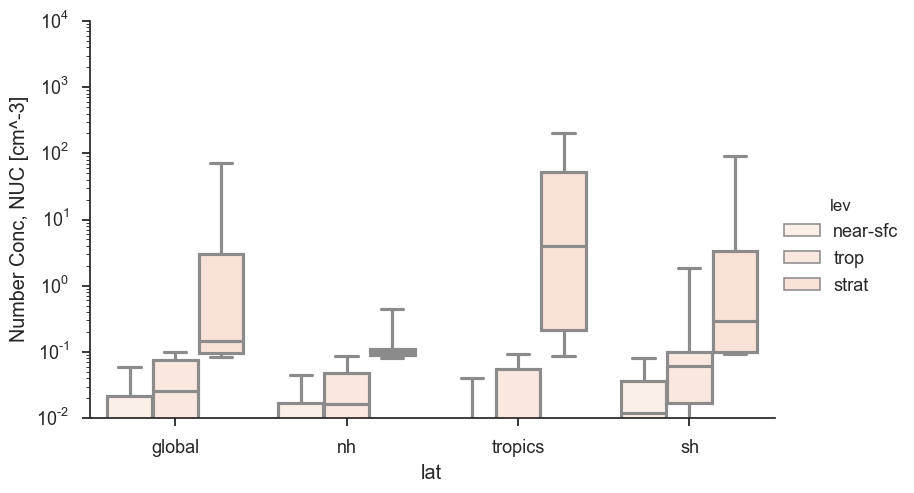 Number Conc, NUC [cm^-3]
10^4
10^3
10^2
10^1
10^0
10^-1
10^-2
global nh tropics sh
lat
lev
near-sfc
trop
strat